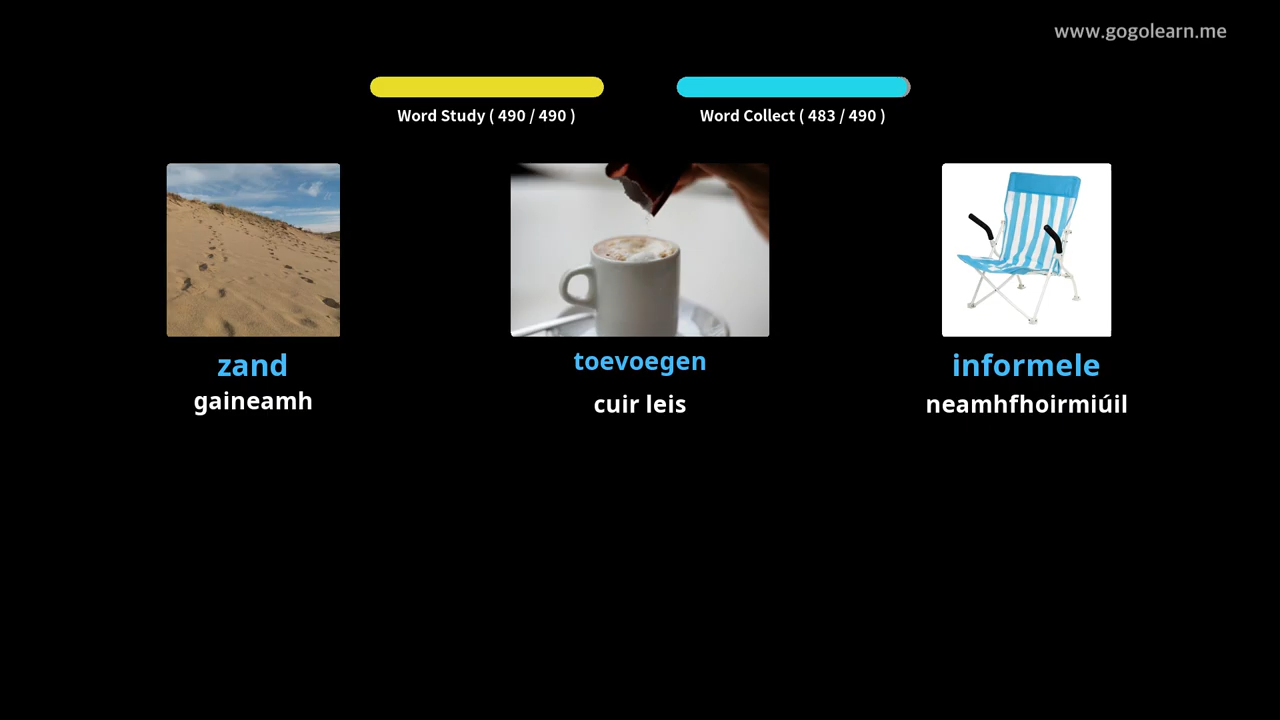 www.gogolearn.me
Word Study ( 490 / 490 )
Word Collect ( 483 / 490 )
zand
toevoegen
informele
gaineamh
cuir leis
neamhfhoirmiúil